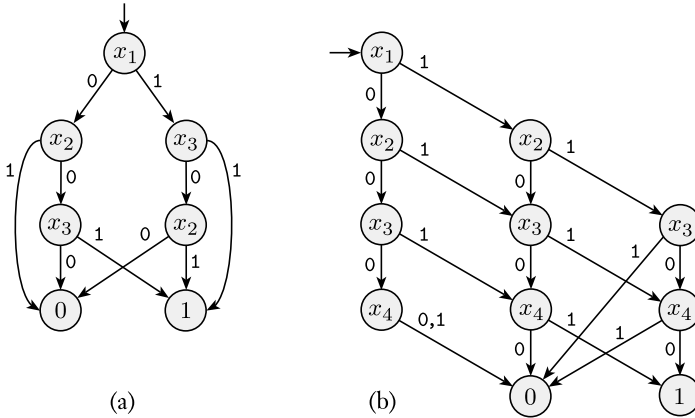 x₁ x₁
0 1 0 1
x₂ x₃ x₂ x₂
1 0 0 1 0 1 0 1
x₃ x₂ x₃ x₃ x₃
0 1 0 1 0 1 0 1 1 0
0 1 x₄ x₄ x₄
0,1 0 1 1 0
0 1
(a) (b)